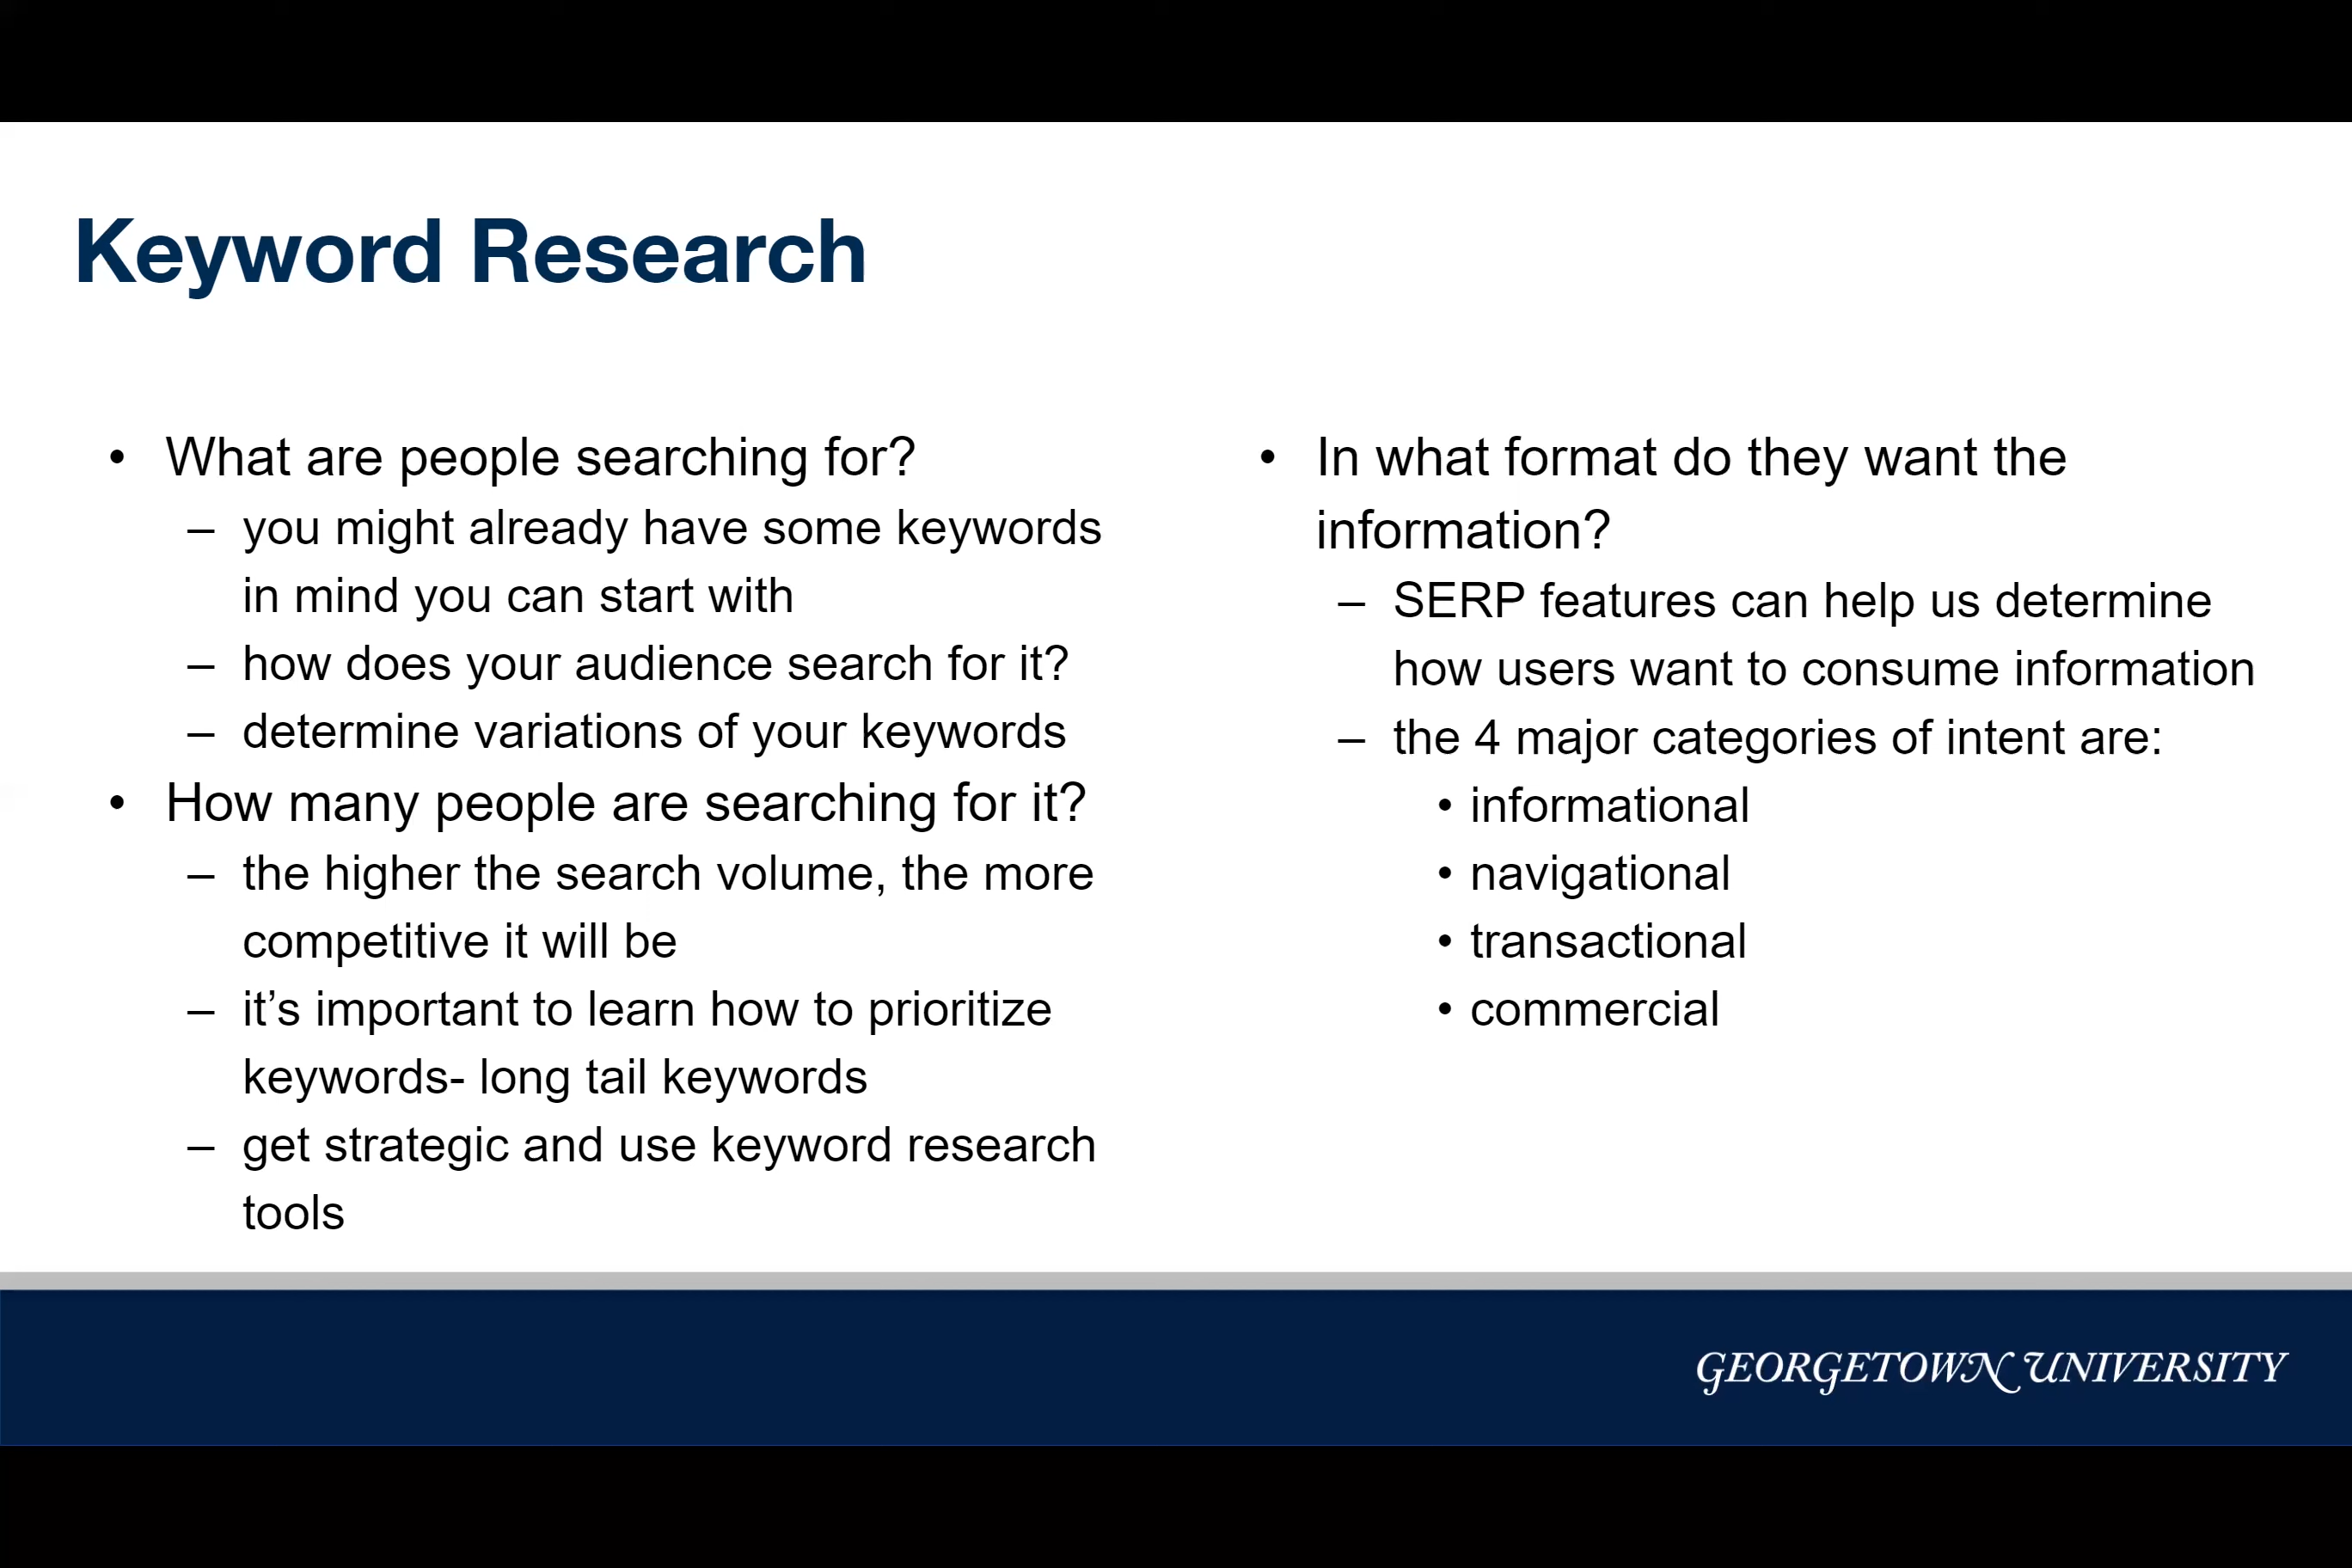 Keyword Research
• What are people searching for?
– you might already have some keywords
in mind you can start with
– how does your audience search for it?
– determine variations of your keywords
• How many people are searching for it?
– the higher the search volume, the more
competitive it will be
– it’s important to learn how to prioritize
keywords- long tail keywords
– get strategic and use keyword research
tools
• In what format do they want the
information?
– SERP features can help us determine
how users want to consume information
– the 4 major categories of intent are:
• informational
• navigational
• transactional
• commercial
GEORGETOWN UNIVERSITY